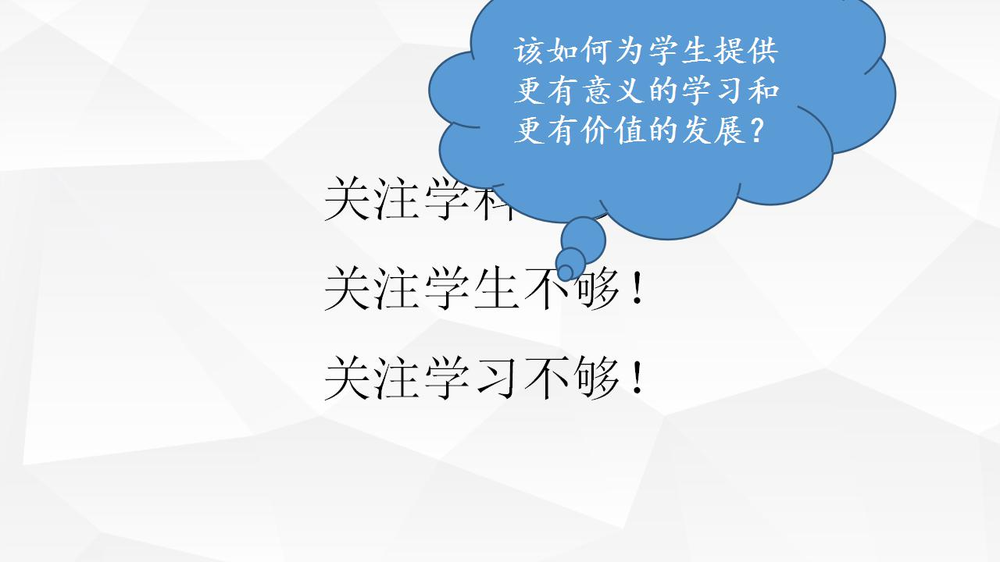 该如何为学生提供
更有意义的学习和
更有价值的发展？
关注学科
关注学生不够！
关注学习不够！